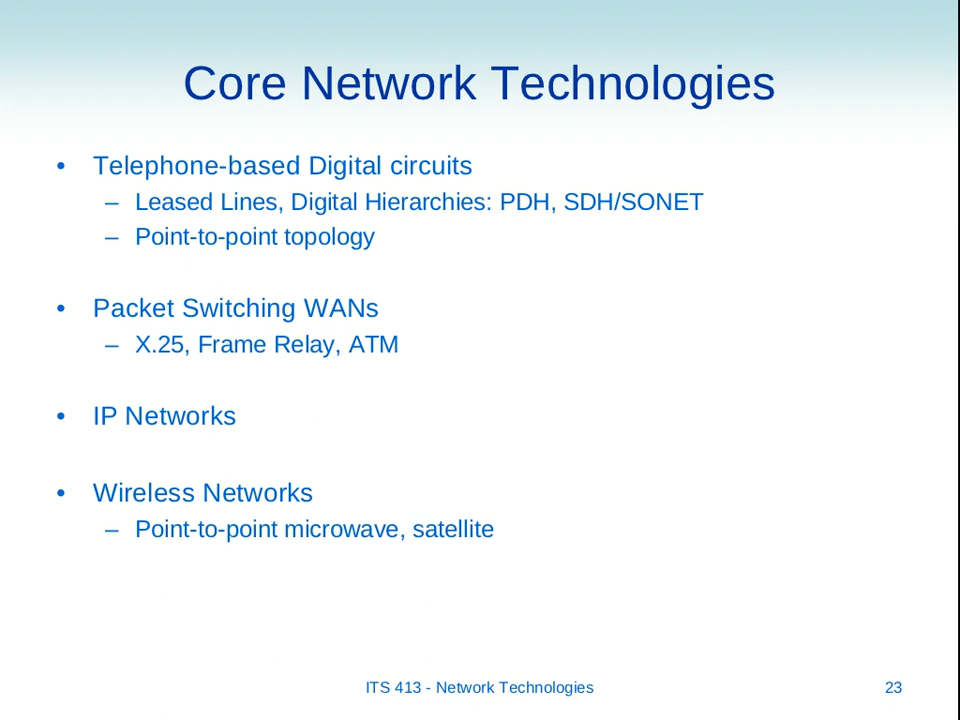 Core Network Technologies
• Telephone-based Digital circuits
– Leased Lines, Digital Hierarchies: PDH, SDH/SONET
– Point-to-point topology
• Packet Switching WANs
– X.25, Frame Relay, ATM
• IP Networks
• Wireless Networks
– Point-to-point microwave, satellite
ITS 413 - Network Technologies 23